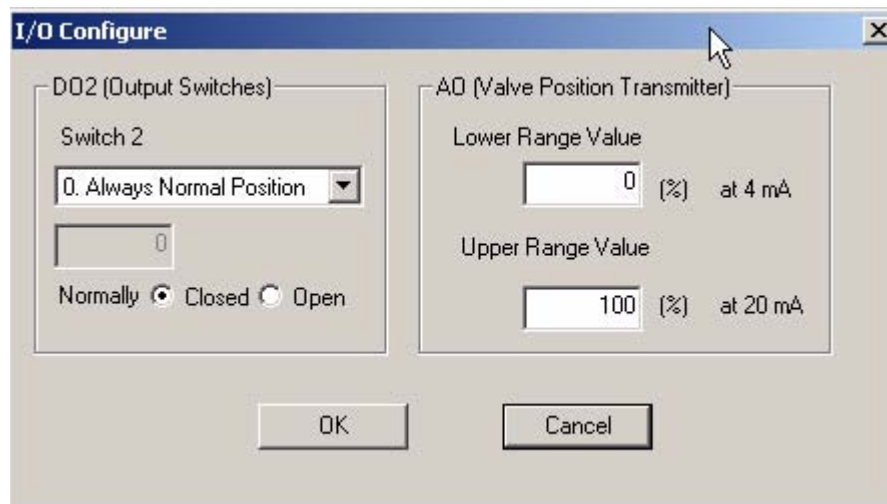 I/O Configure
DO2 (Output Switches)
Switch 2
0. Always Normal Position
0
Normally Closed Open
AO (Valve Position Transmitter)
Lower Range Value
0 (%) at 4 mA
Upper Range Value
100 (%) at 20 mA
OK Cancel